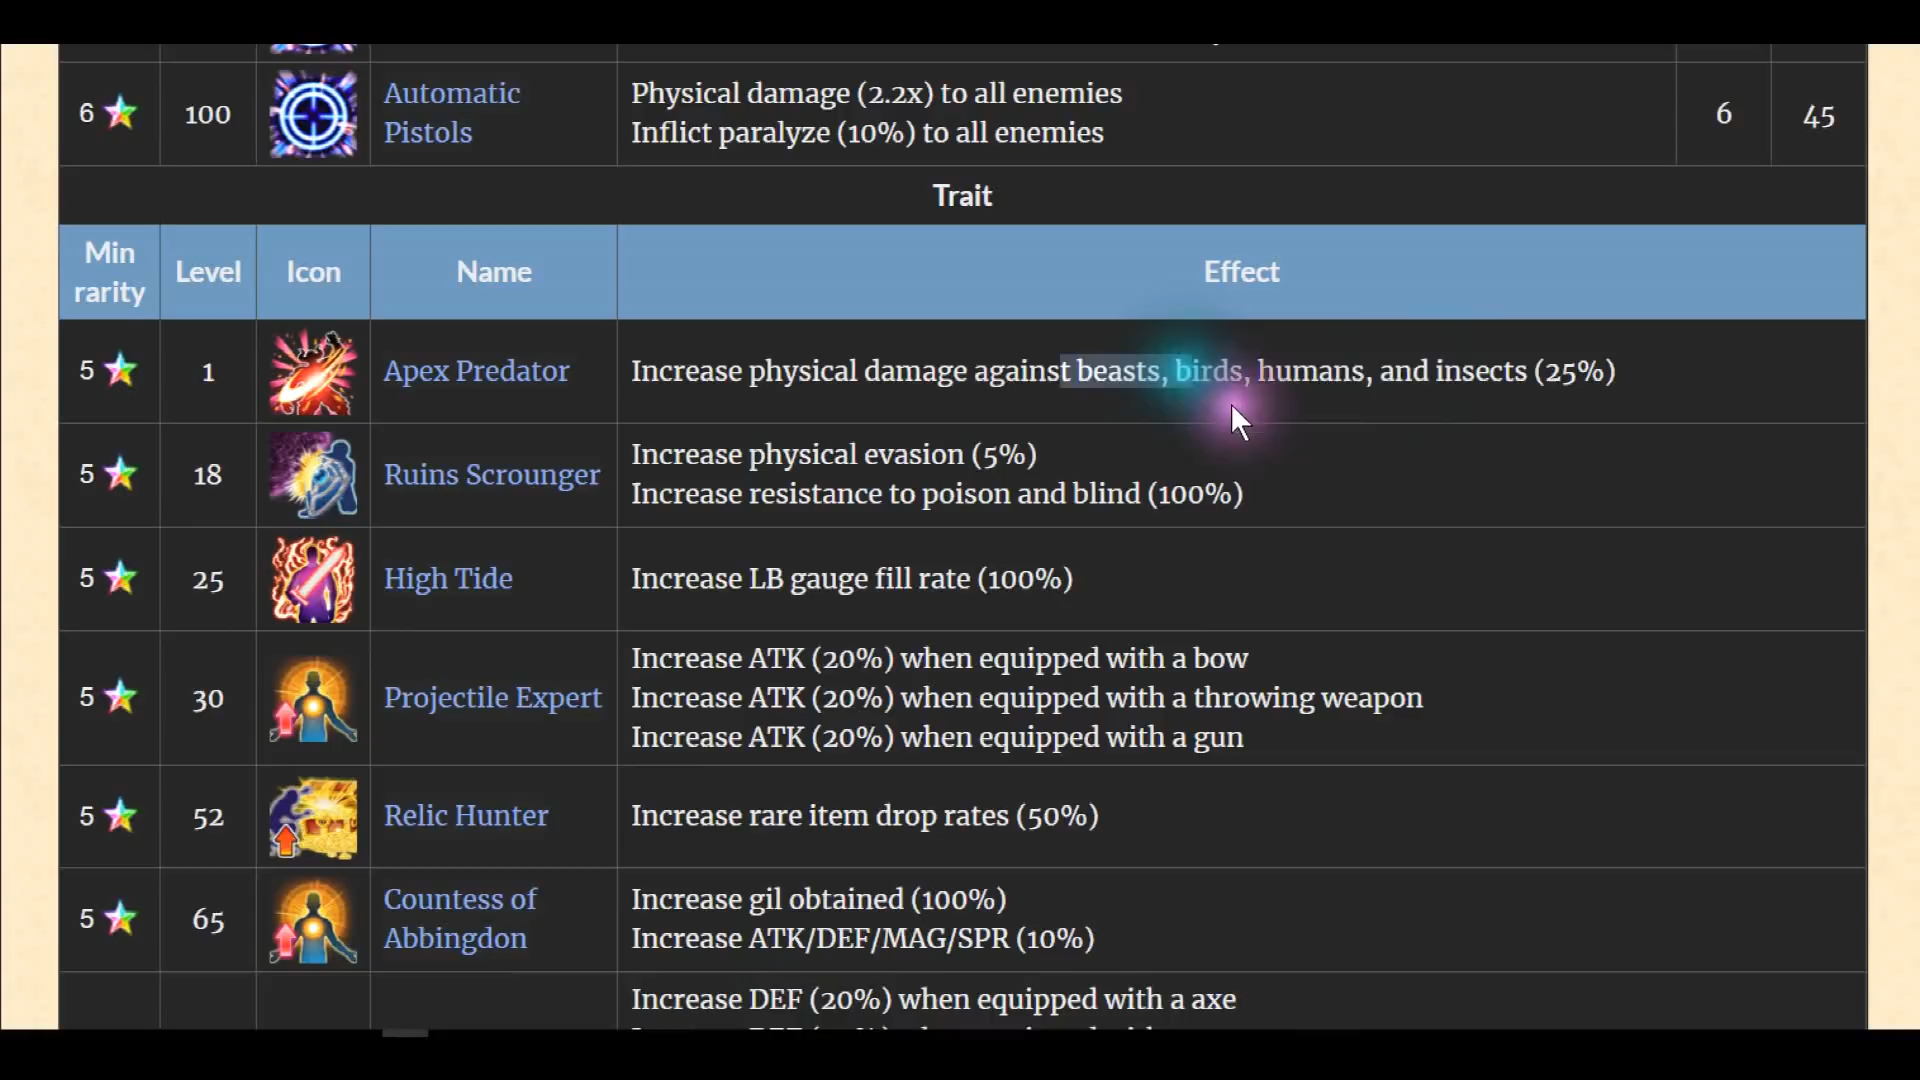 6 100 Automatic Pistols Physical damage (2.2x) to all enemies 6 45
Inflict paralyze (10%) to all enemies
Trait
Min rarity Level Icon Name Effect
5 1 Apex Predator Increase physical damage against beasts, birds, humans, and insects (25%)
5 18 Ruins Scrounger Increase physical evasion (5%)
Increase resistance to poison and blind (100%)
5 25 High Tide Increase LB gauge fill rate (100%)
5 30 Projectile Expert Increase ATK (20%) when equipped with a bow
Increase ATK (20%) when equipped with a throwing weapon
Increase ATK (20%) when equipped with a gun
5 52 Relic Hunter Increase rare item drop rates (50%)
5 65 Countess of Abbingdon Increase gil obtained (100%)
Increase ATK/DEF/MAG/SPR (10%)
Increase DEF (20%) when equipped with a axe